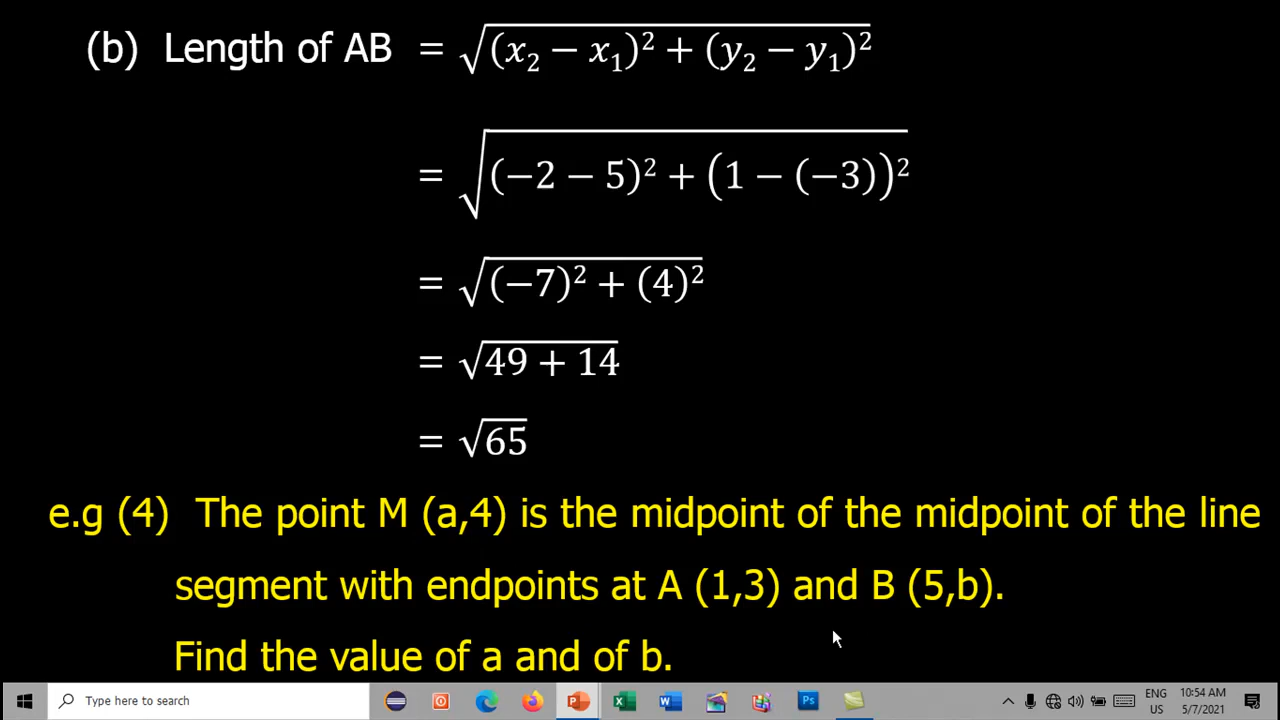 (b) Length of AB = √(x₂ − x₁)² + (y₂ − y₁)²
= √(−2 − 5)² + (1 − (−3))²
= √(−7)² + (4)²
= √49 + 14
= √65
e.g (4) The point M (a,4) is the midpoint of the midpoint of the line
segment with endpoints at A (1,3) and B (5,b).
Find the value of a and of b.
Type here to search
ENG
US
10:54 AM
5/7/2021